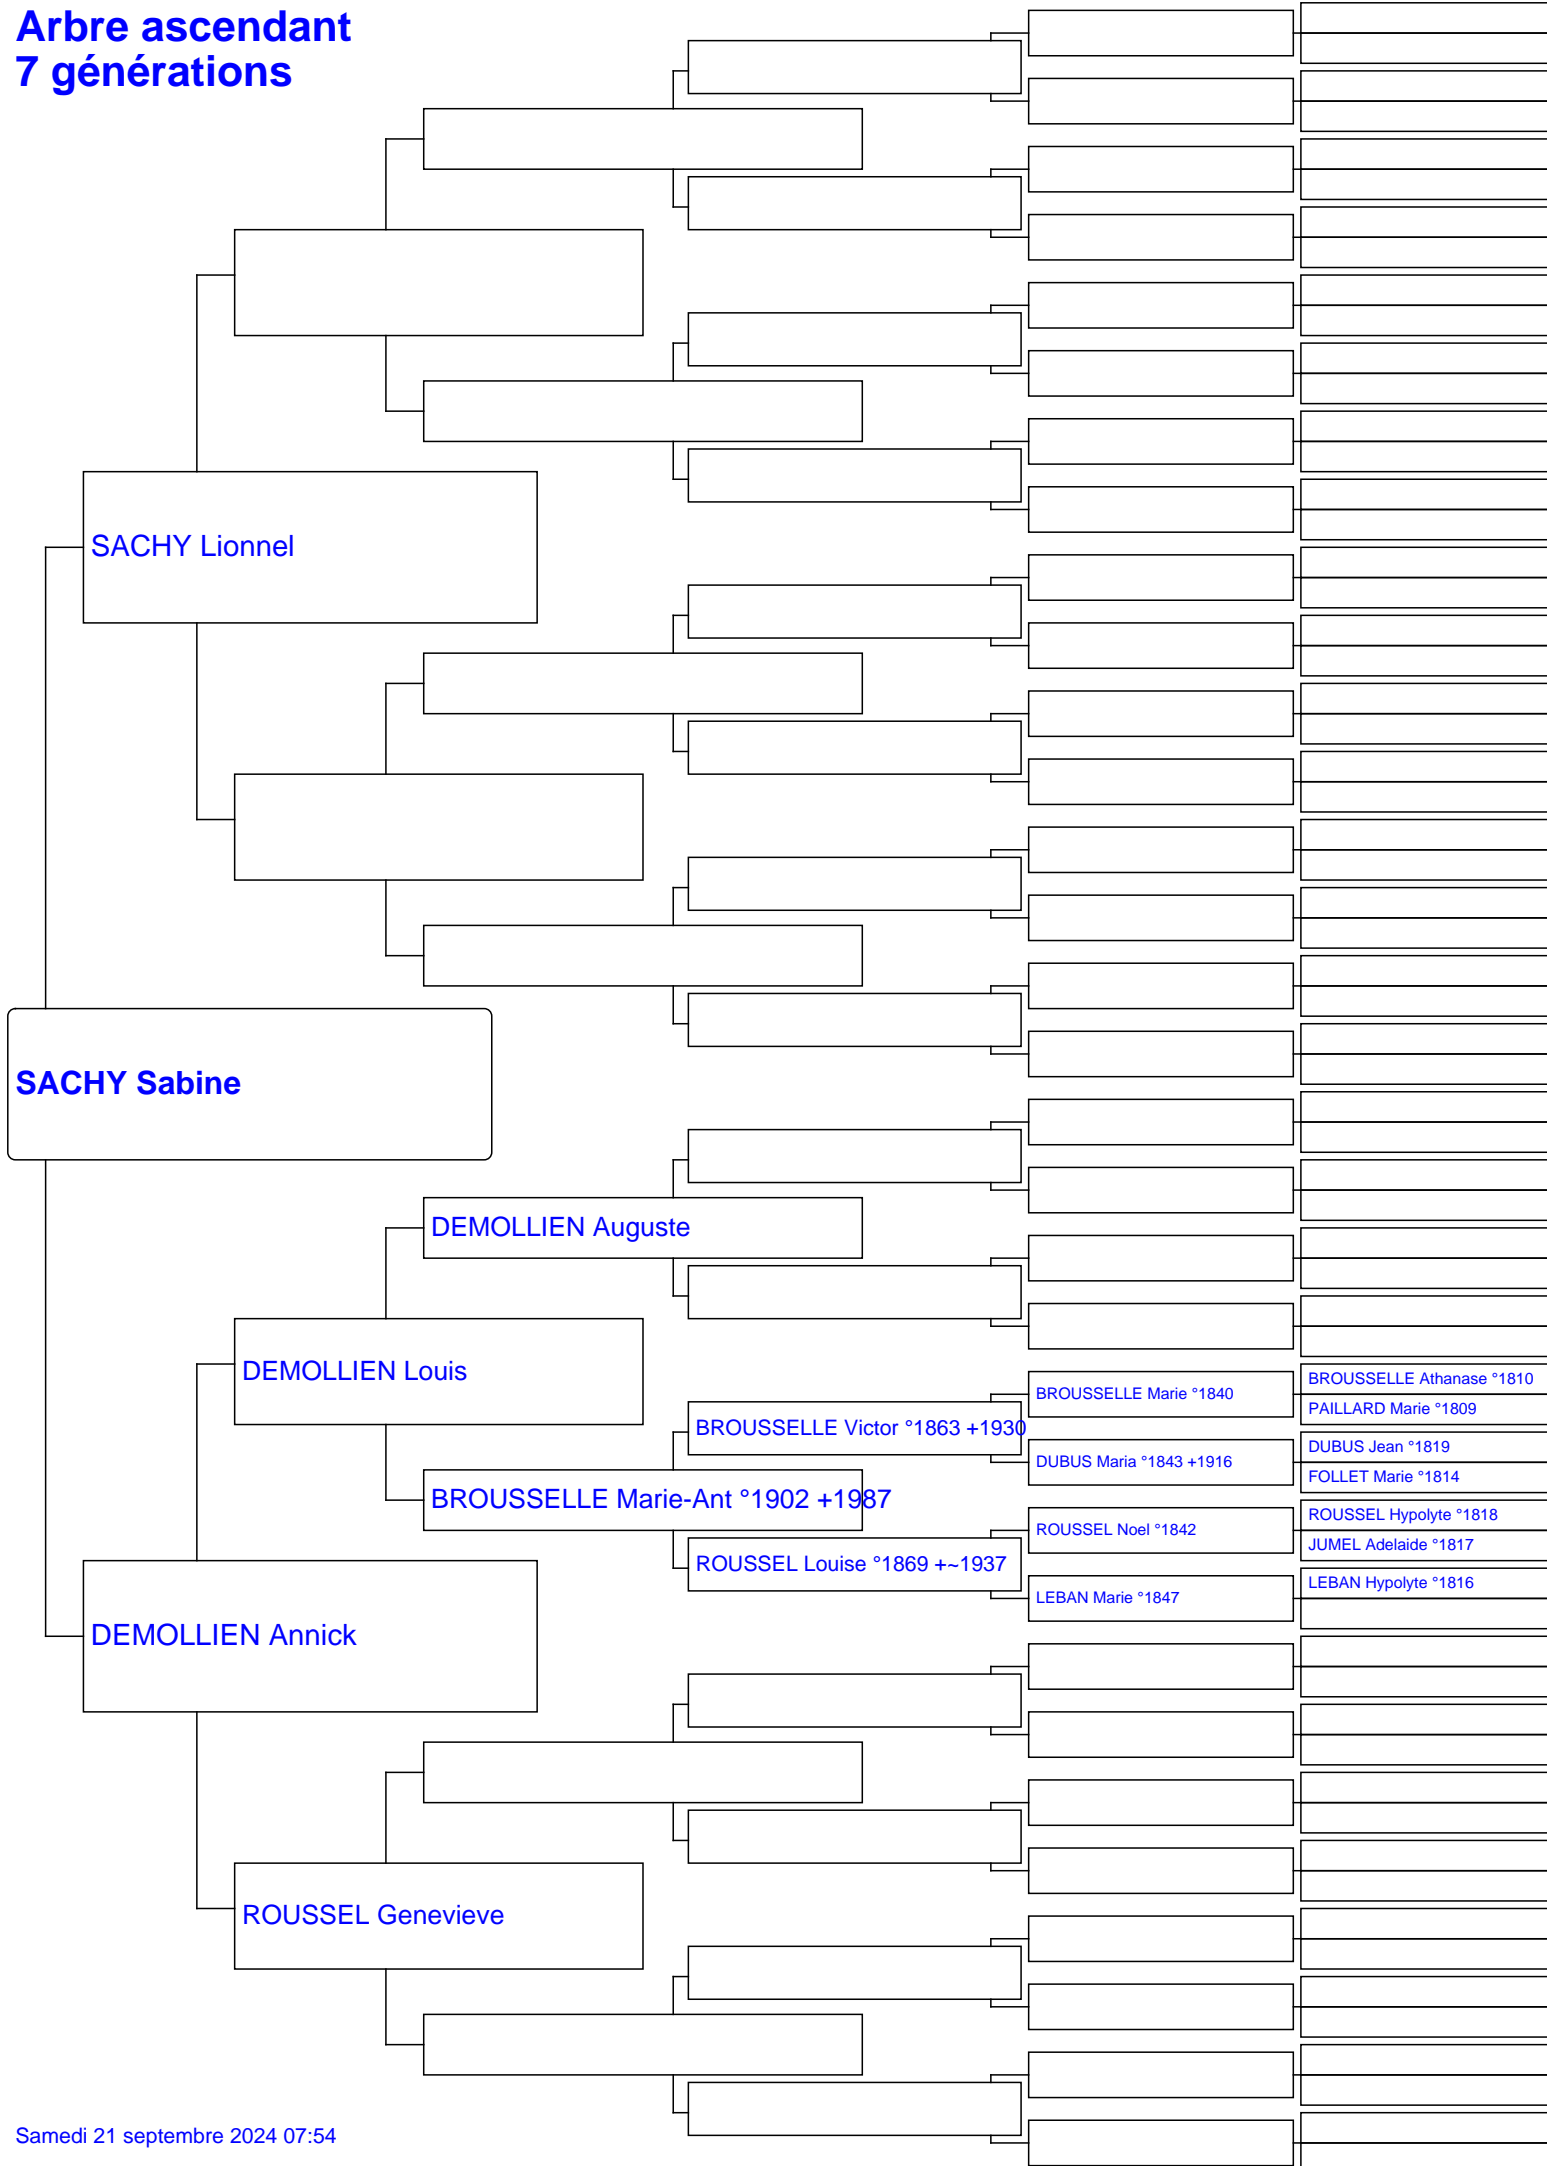 Arbre ascendant
7 générations
SACHY Lionnel
SACHY Sabine
DEMOLLIEN Auguste
DEMOLLIEN Louis
BROUSSELLE Athanase °1810
BROUSSELLE Marie °1840
PAILLARD Marie °1809
BROUSSELLE Victor °1863 +1930
DUBUS Jean °1819
DUBUS Maria °1843 +1916
FOLLET Marie °1814
BROUSSELLE Marie-Ant °1902 +1987
ROUSSEL Hypolyte °1818
ROUSSEL Noel °1842
JUMEL Adelaide °1817
ROUSSEL Louise °1869 +~1937
LEBAN Hypolyte °1816
LEBAN Marie °1847
DEMOLLIEN Annick
ROUSSEL Genevieve
Samedi 21 septembre 2024 07:54